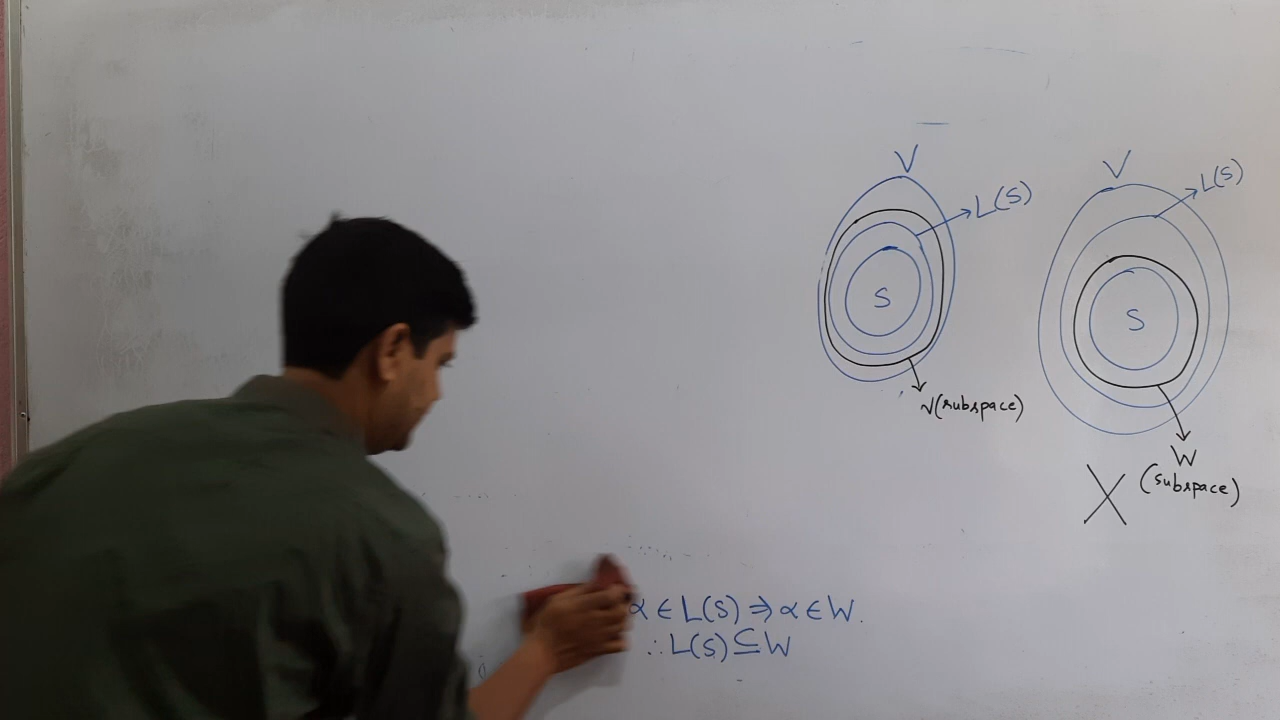 V
L(S)
S
W(subspace)
V
L(S)
S
W
(subspace)
X
α ∈ L(S) ⇒ α ∈ W.
∴ L(S) ⊆ W